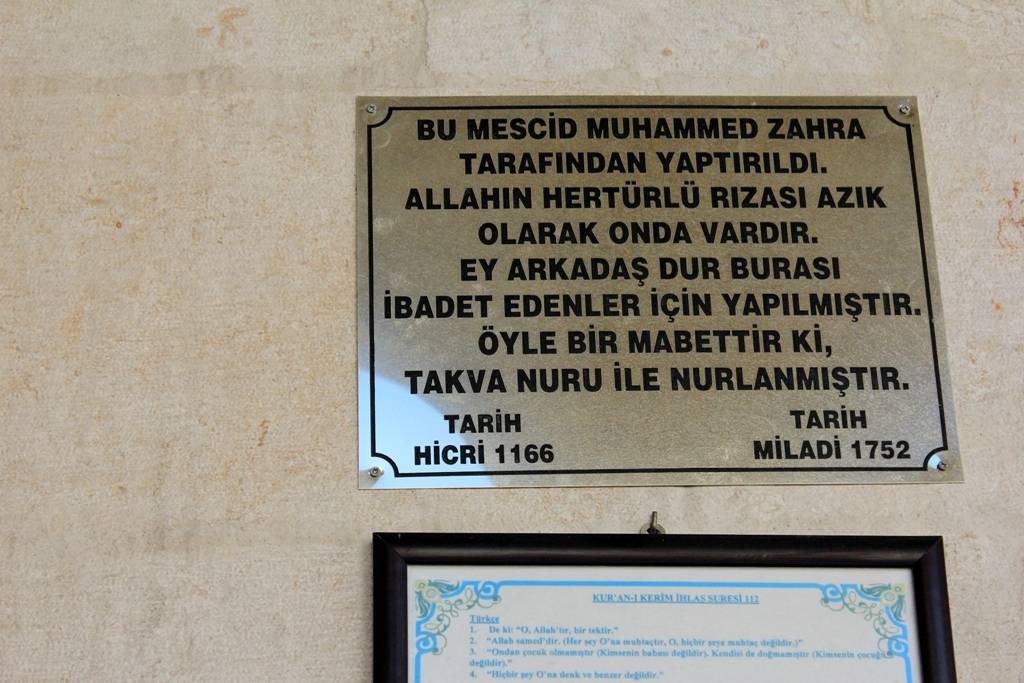 BU MESCİD MUHAMMED ZAHRA
TARAFINDAN YAPTIRILDI.
ALLAHIN HERTÜRLÜ RIZASI AZIK
OLARAK ONDA VARDIR.
EY ARKADAŞ DUR BURASI
İBADET EDENLER İÇİN YAPILMIŞTIR.
ÖYLE BİR MABETTİR Kİ,
TAKVA NURU İLE NURLANMIŞTIR.
TARİH
HİCRİ 1166
TARİH
MİLADİ 1752
KUR'AN-I KERİM İHLAS SURESİ 112
Türkçe
1. De ki: "O, Allah'tır, bir tektir."
2. "Allah samed'dir. (Her şey O'na muhtaçtır, O, hiçbir şeye muhtaç değildir.)"
3. "Ondan çocuk olmamıştır (Kimsenin babası değildir). Kendisi de doğmamıştır (Kimsenin çocuğu
değildir)."
4. "Hiçbir şey O'na denk ve benzer değildir."